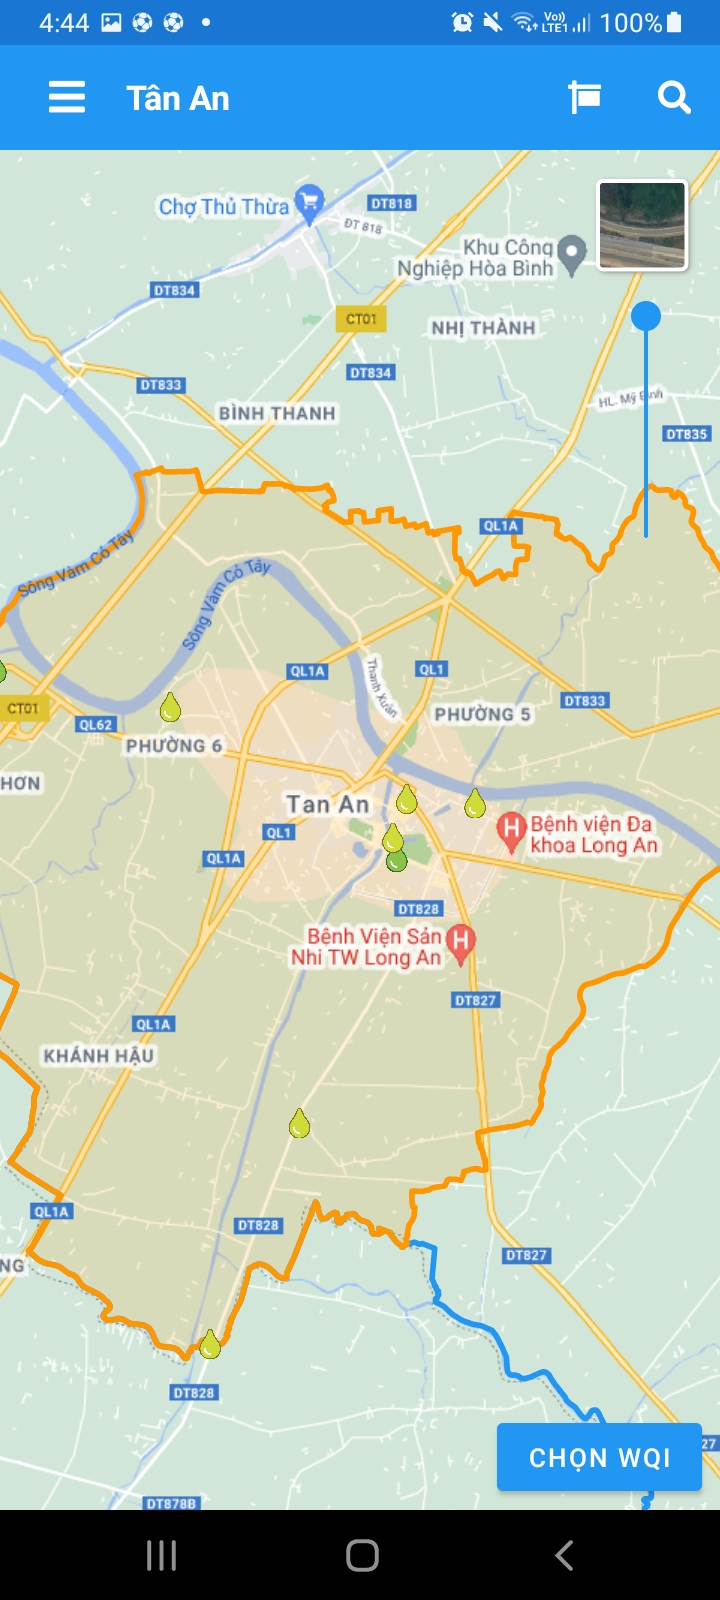 4:44
Vo))
LTE1
100%
Tân An
Chợ Thủ Thừa
DT818
ĐT 818
Khu Công
Nghiệp Hòa Bình
DT834
CT01
NHỊ THÀNH
DT834
DT833
HL. Mỹ Bình
BÌNH THANH
DT835
QL1A
Sông Vàm Cỏ Tây
Sông Vàm Cỏ Tây
QL1A
QL1
Thanh Xuân
DT833
CT01
QL62
PHƯỜNG 5
PHƯỜNG 6
HƠN
Tan An
QL1
Bệnh viện Đa
khoa Long An
QL1A
DT828
Bệnh Viện Sản
Nhi TW Long An
DT827
QL1A
KHÁNH HẬU
QL1A
DT828
DT827
NG
DT828
27
CHỌN WQI
DT878B